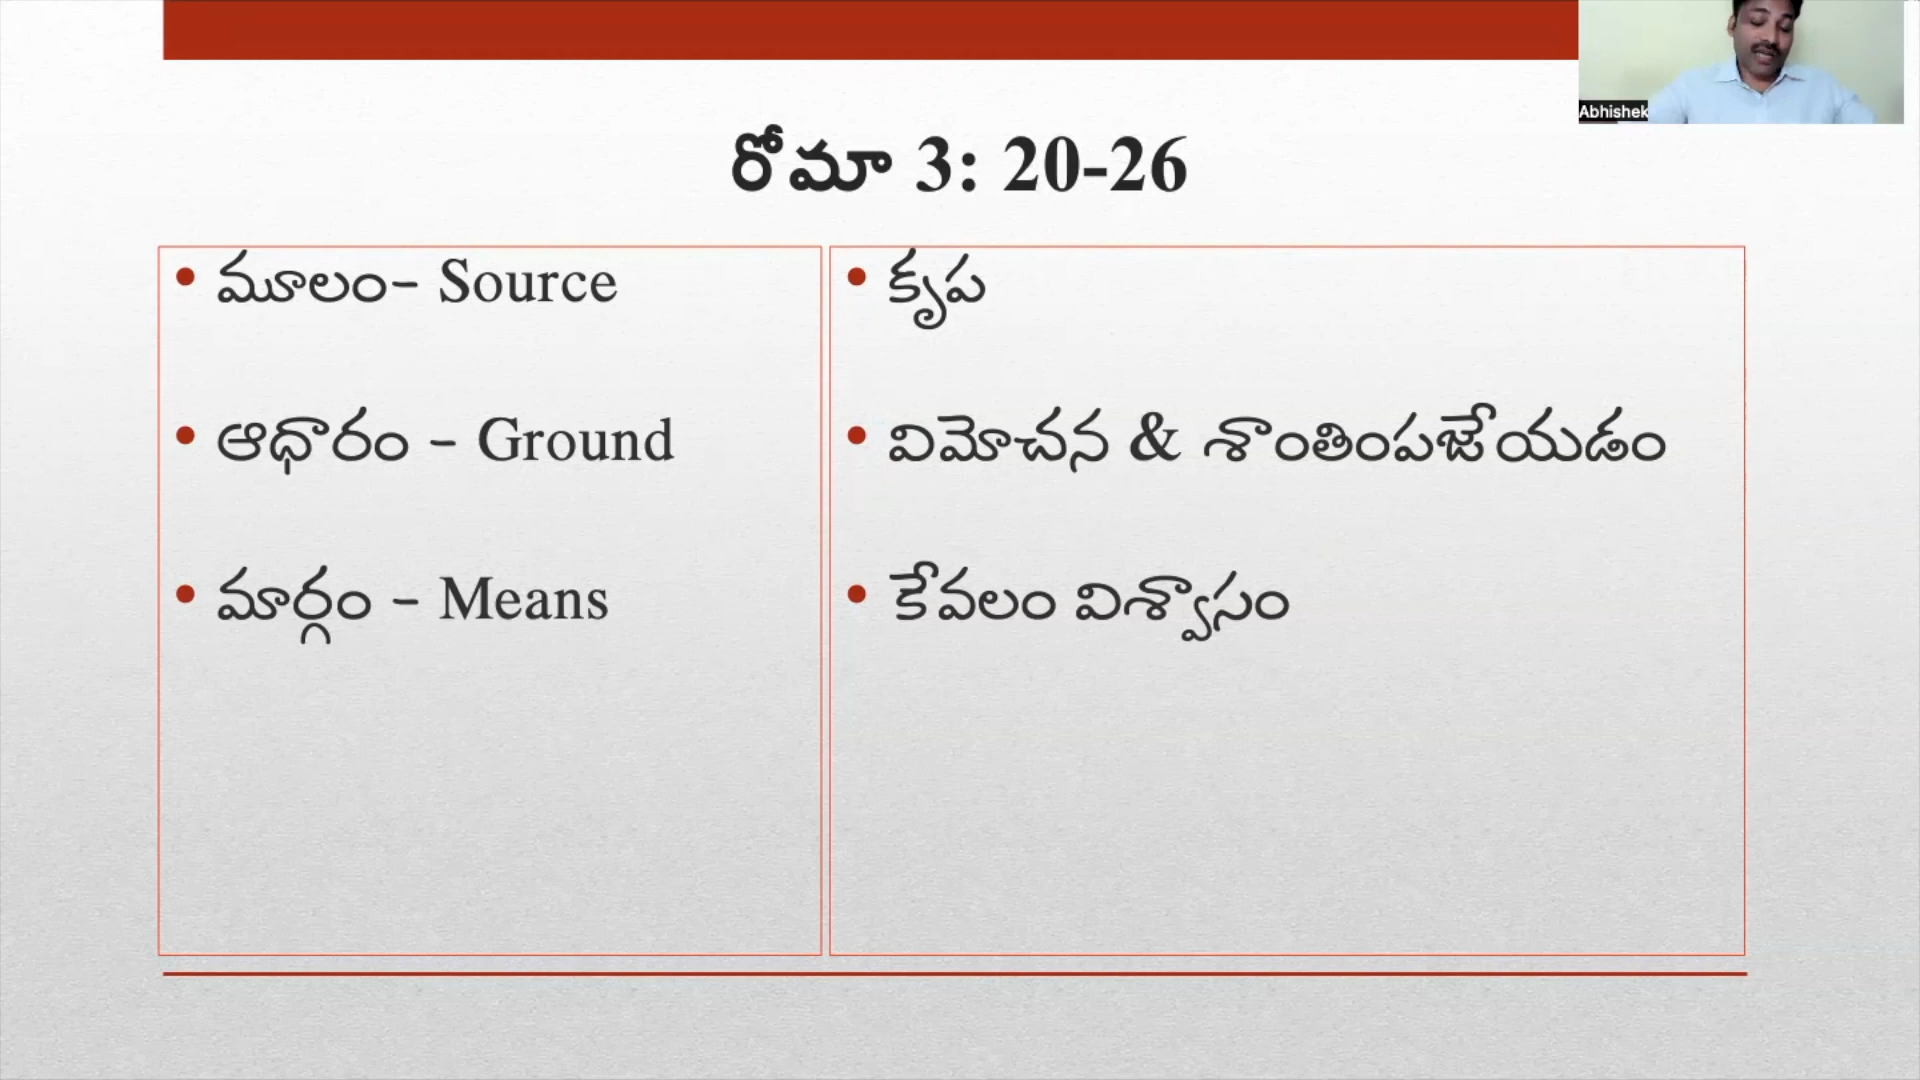 Abhishek
రోమా 3: 20-26
• మూలం- Source
• ఆధారం - Ground
• మార్గం - Means
• కృప
• విమోచన & శాంతింపజేయడం
• కేవలం విశ్వాసం